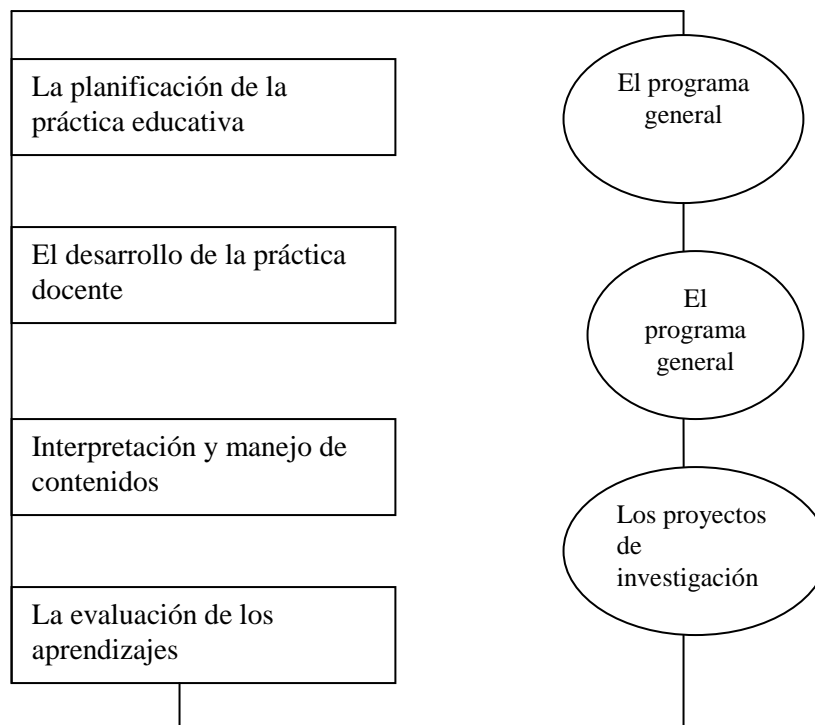 La planificación de la
práctica educativa
El desarrollo de la práctica
docente
Interpretación y manejo de
contenidos
La evaluación de los
aprendizajes
El programa
general
El
programa
general
Los proyectos
de
investigación